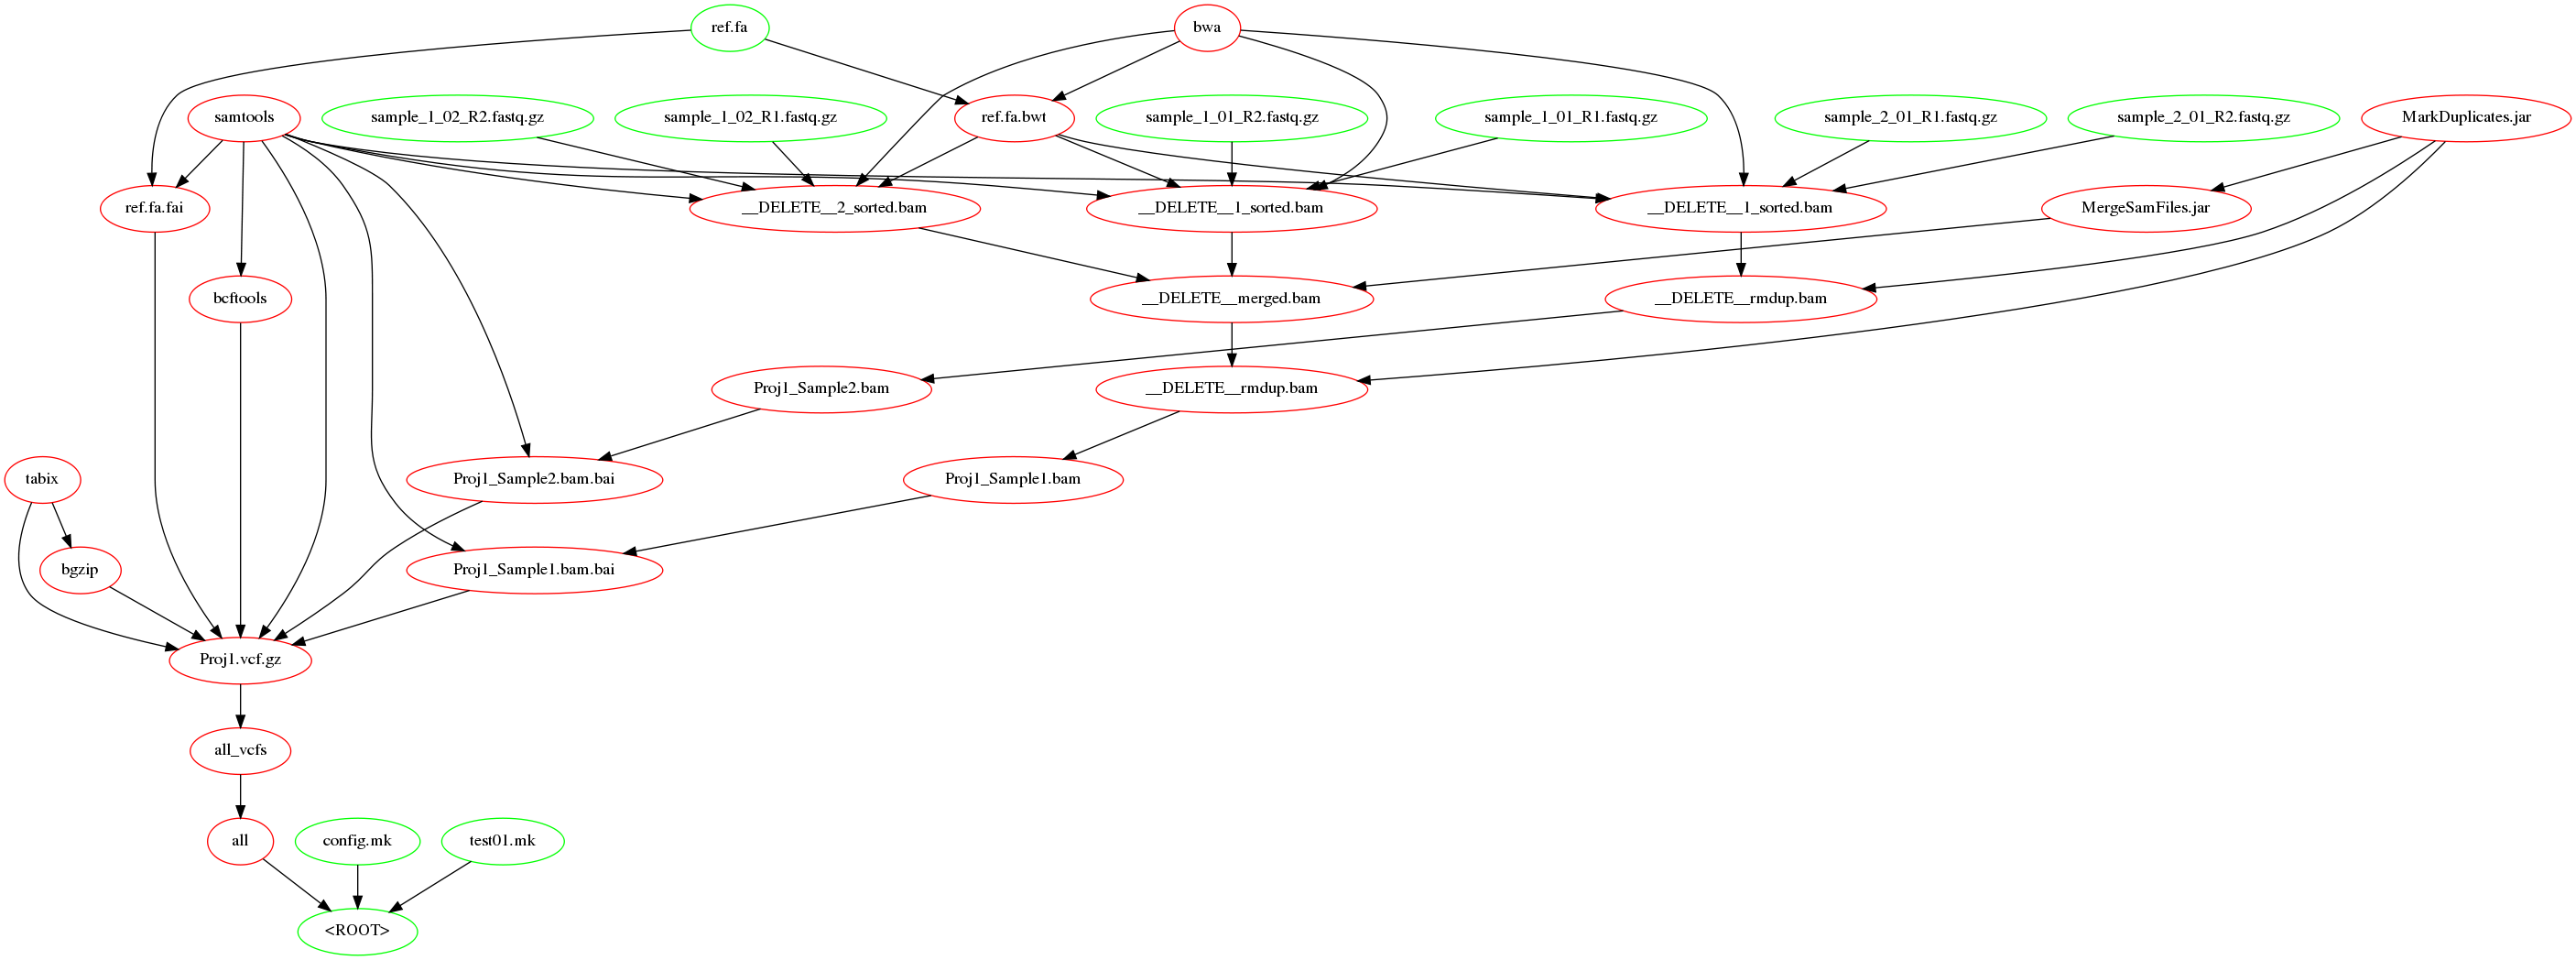 ref.fa
bwa
samtools
sample_1_02_R2.fastq.gz
sample_1_02_R1.fastq.gz
ref.fa.bwt
sample_1_01_R2.fastq.gz
sample_1_01_R1.fastq.gz
sample_2_01_R1.fastq.gz
sample_2_01_R2.fastq.gz
MarkDuplicates.jar
ref.fa.fai
__DELETE__2_sorted.bam
__DELETE__1_sorted.bam
__DELETE__1_sorted.bam
MergeSamFiles.jar
bcftools
__DELETE__merged.bam
__DELETE__rmdup.bam
Proj1_Sample2.bam
__DELETE__rmdup.bam
tabix
Proj1_Sample2.bam.bai
Proj1_Sample1.bam
bgzip
Proj1_Sample1.bam.bai
Proj1.vcf.gz
all_vcfs
all
config.mk
test01.mk
<ROOT>